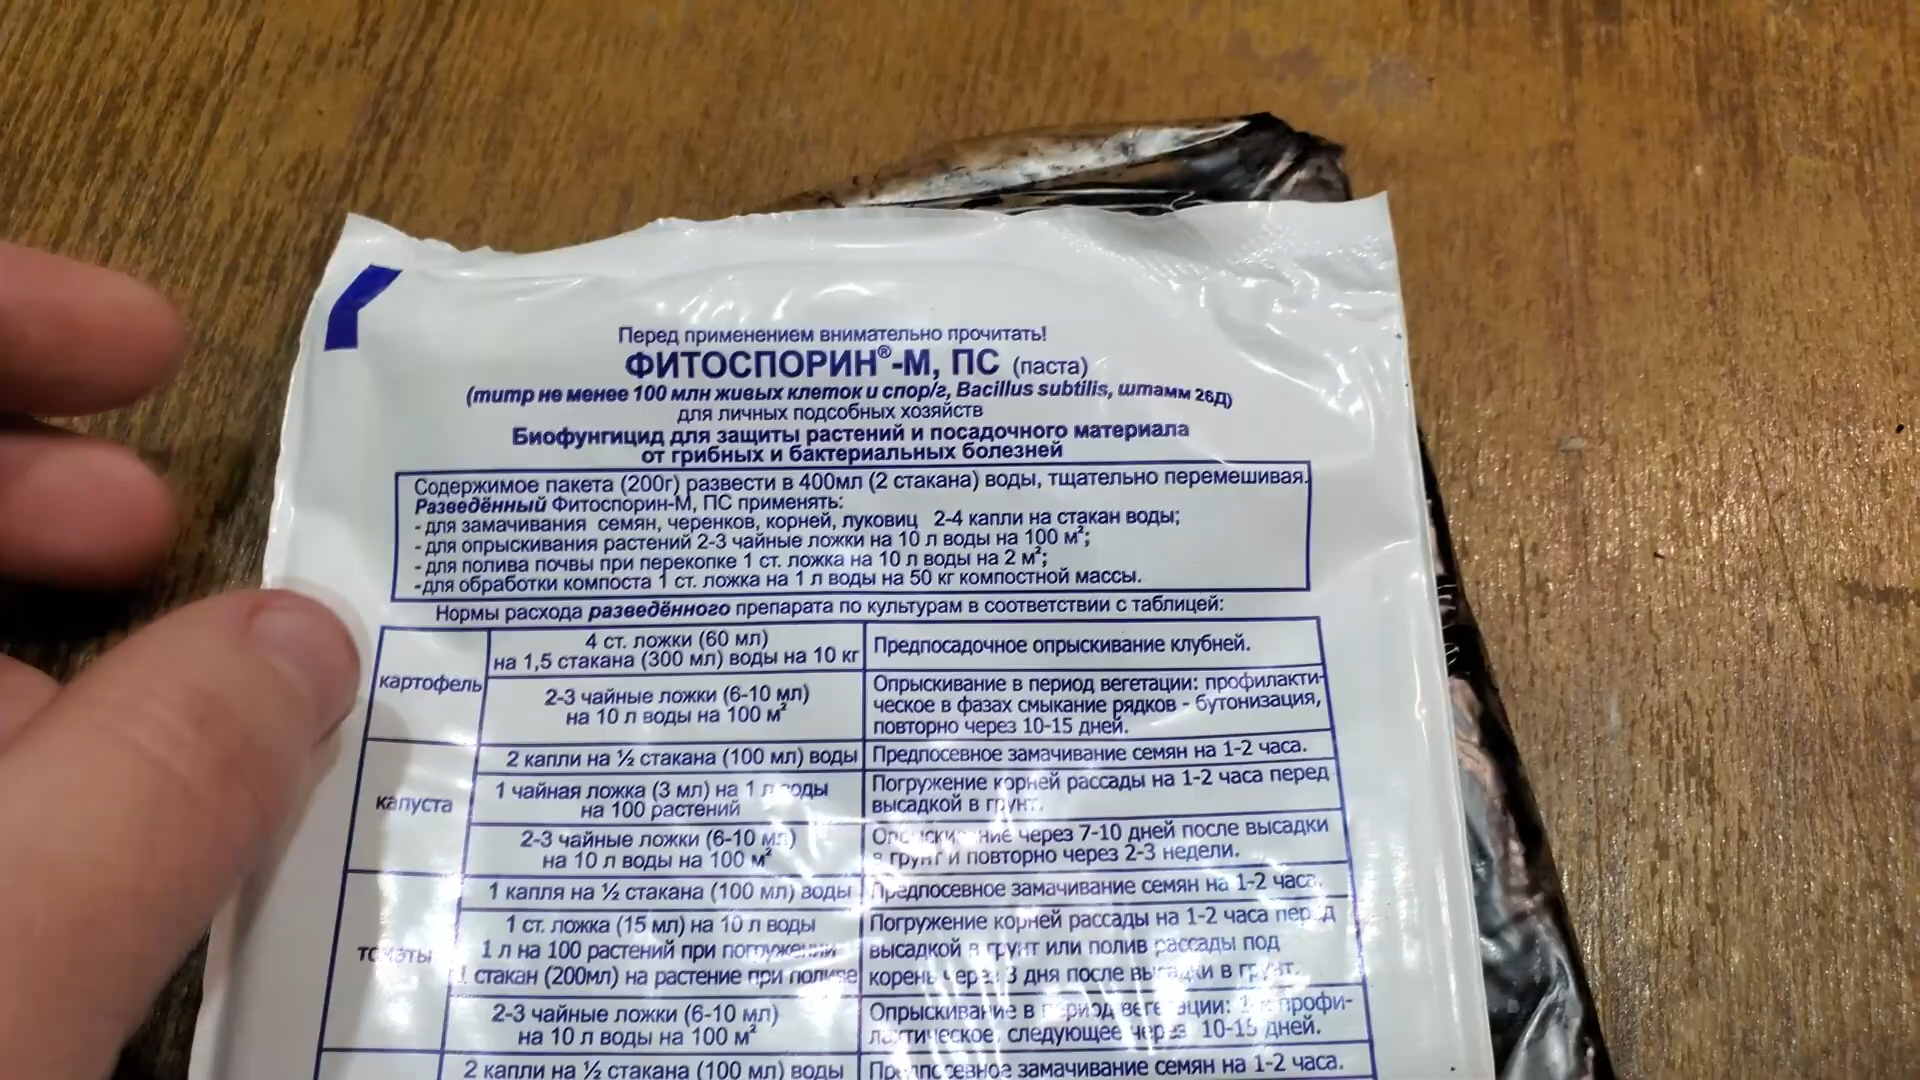 Перед применением внимательно прочитать!
ФИТОСПОРИН®-М, ПС (паста)
(титр не менее 100 млн живых клеток и спор/г, Bacillus subtilis, штамм 26Д)
для личных подсобных хозяйств
Биофунгицид для защиты растений и посадочного материала
от грибных и бактериальных болезней
Содержимое пакета (200г) развести в 400мл (2 стакана) воды, тщательно перемешивая.
Разведённый Фитоспорин-М, ПС применять:
- для замачивания семян, черенков, корней, луковиц 2-4 капли на стакан воды;
- для опрыскивания растений 2-3 чайные ложки на 10 л воды на 100 м²;
- для полива почвы при перекопке 1 ст. ложка на 10 л воды на 2 м²;
-для обработки компоста 1 ст. ложка на 1 л воды на 50 кг компостной массы.
Нормы расхода разведённого препарата по культурам в соответствии с таблицей:
картофель
4 ст. ложки (60 мл)
на 1,5 стакана (300 мл) воды на 10 кг
Предпосадочное опрыскивание клубней.
2-3 чайные ложки (6-10 мл)
на 10 л воды на 100 м²
Опрыскивание в период вегетации: профилакти-
ческое в фазах смыкание рядков - бутонизация,
повторно через 10-15 дней.
капуста
2 капли на ½ стакана (100 мл) воды
Предпосевное замачивание семян на 1-2 часа.
1 чайная ложка (3 мл) на 1 л воды
на 100 растений
Погружение корней рассады на 1-2 часа перед
высадкой в грунт.
2-3 чайные ложки (6-10 мл)
на 10 л воды на 100 м²
Опрыскивание через 7-10 дней после высадки
в грунт и повторно через 2-3 недели.
томаты
1 капля на ½ стакана (100 мл) воды
Предпосевное замачивание семян на 1-2 часа.
1 ст. ложка (15 мл) на 10 л воды
1 л на 100 растений при погружении
1 стакан (200мл) на растение при поливе
Погружение корней рассады на 1-2 часа перед
высадкой в грунт или полив рассады под
корень через 3 дня после высадки в грунт.
2-3 чайные ложки (6-10 мл)
на 10 л воды на 100 м²
Опрыскивание в период вегетации: профи-
лактическое, следующее через 10-15 дней.
2 капли на ½ стакана (100 мл) воды
Предпосевное замачивание семян на 1-2 часа.